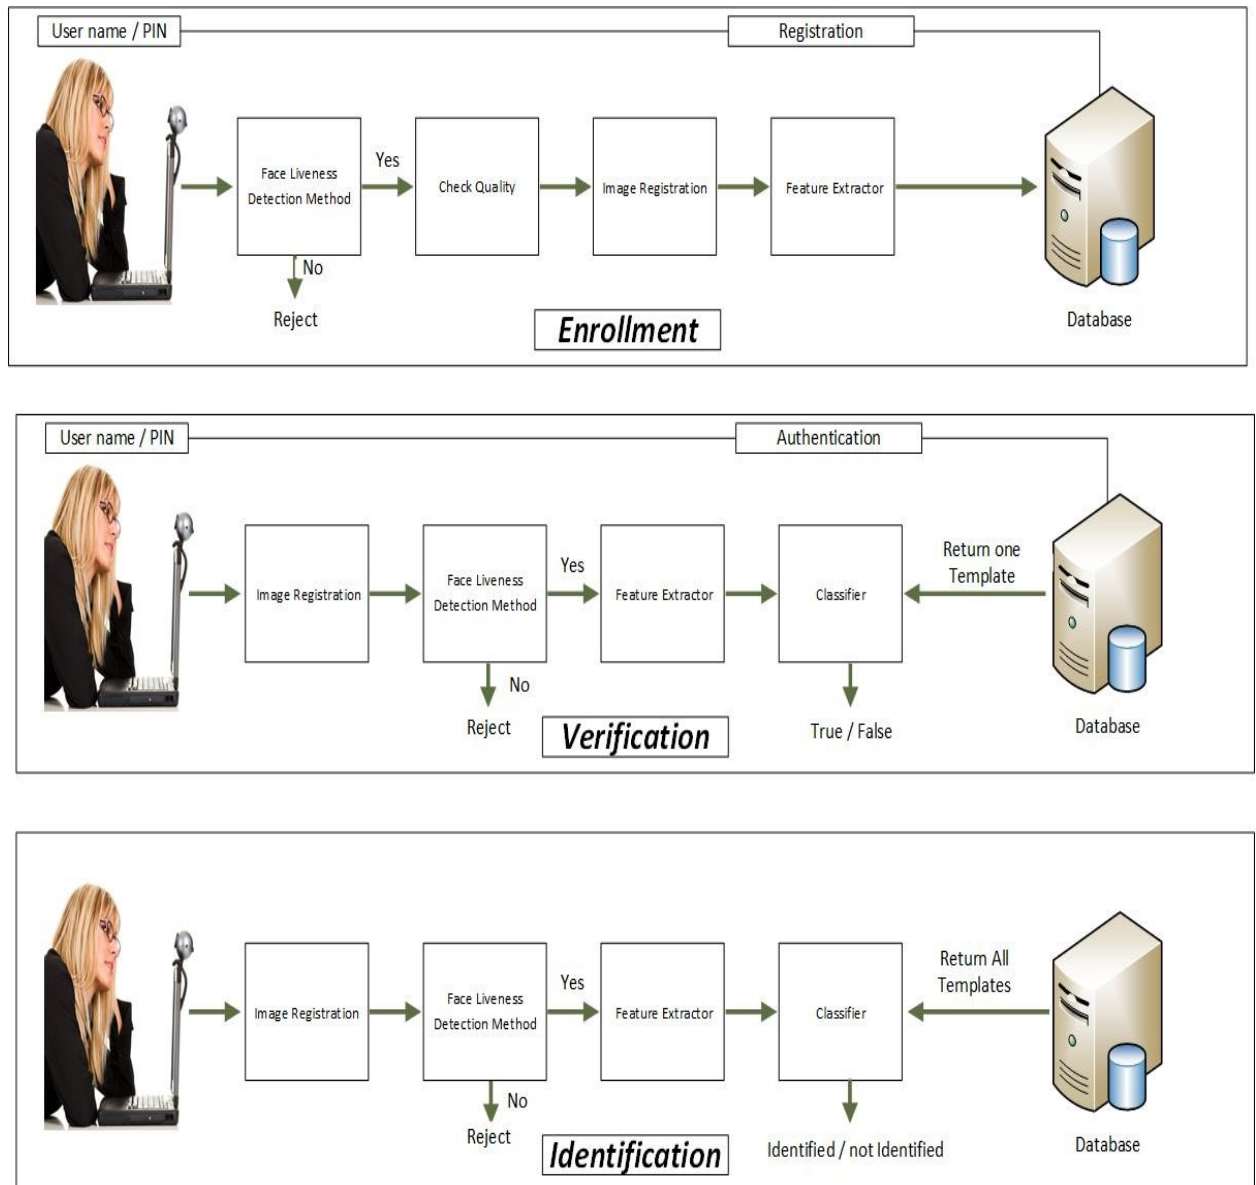 User name / PIN
Registration
Face Liveness
Detection Method
Yes
Check Quality
Image Registration
Feature Extractor
No
Reject
Database
Enrollment
User name / PIN
Authentication
Image Registration
Face Liveness
Detection Method
Yes
Feature Extractor
Classifier
Return one
Template
No
Reject
True / False
Database
Verification
Image Registration
Face Liveness
Detection Method
Yes
Feature Extractor
Classifier
Return All
Templates
No
Reject
Identified / not Identified
Database
Identification